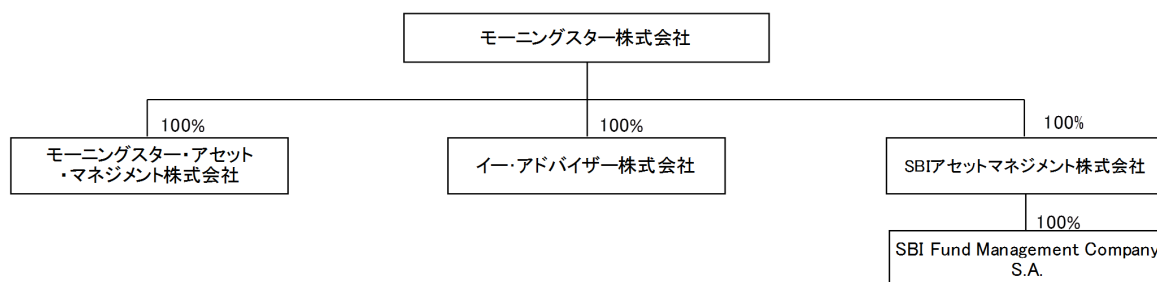 モーニングスター株式会社
100%
100%
100%
モーニングスター・アセット
・マネジメント株式会社
イー・アドバイザー株式会社
SBIアセットマネジメント株式会社
100%
SBI Fund Management Company
S.A.